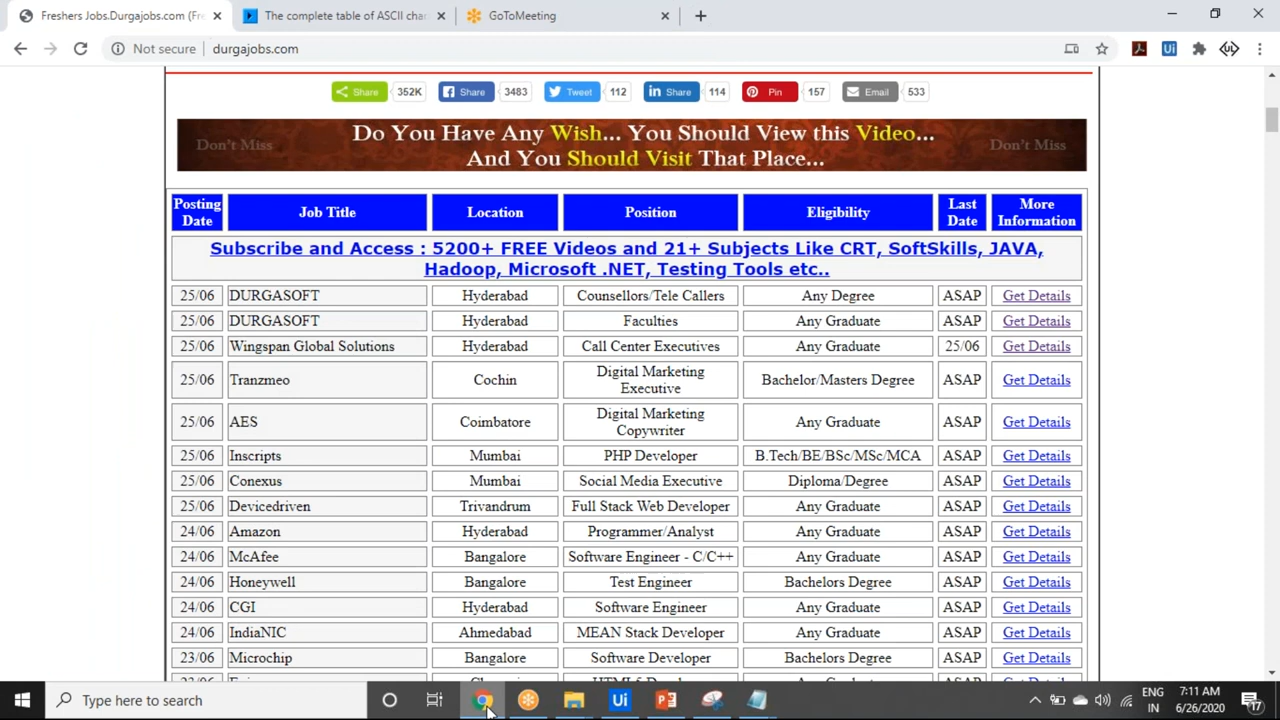 Freshers Jobs.Durgajobs.com (Fre
The complete table of ASCII char
GoToMeeting
Not secure durgajobs.com
Share 352K Share 3483 Tweet 112 Share 114 Pin 157 Email 533
Don't Miss
Do You Have Any Wish... You Should View this Video...
And You Should Visit That Place...
Don't Miss
Posting Date Job Title Location Position Eligibility Last Date More Information
Subscribe and Access : 5200+ FREE Videos and 21+ Subjects Like CRT, SoftSkills, JAVA,
Hadoop, Microsoft .NET, Testing Tools etc..
25/06 DURGASOFT Hyderabad Counsellors/Tele Callers Any Degree ASAP Get Details
25/06 DURGASOFT Hyderabad Faculties Any Graduate ASAP Get Details
25/06 Wingspan Global Solutions Hyderabad Call Center Executives Any Graduate 25/06 Get Details
25/06 Tranzmeo Cochin Digital Marketing Executive Bachelor/Masters Degree ASAP Get Details
25/06 AES Coimbatore Digital Marketing Copywriter Any Graduate ASAP Get Details
25/06 Inscripts Mumbai PHP Developer B.Tech/BE/BSc/MSc/MCA ASAP Get Details
25/06 Conexus Mumbai Social Media Executive Diploma/Degree ASAP Get Details
25/06 Devicedriven Trivandrum Full Stack Web Developer Any Graduate ASAP Get Details
24/06 Amazon Hyderabad Programmer/Analyst Any Graduate ASAP Get Details
24/06 McAfee Bangalore Software Engineer - C/C++ Any Graduate ASAP Get Details
24/06 Honeywell Bangalore Test Engineer Bachelors Degree ASAP Get Details
24/06 CGI Hyderabad Software Engineer Any Graduate ASAP Get Details
24/06 IndiaNIC Ahmedabad MEAN Stack Developer Any Graduate ASAP Get Details
23/06 Microchip Bangalore Software Developer Bachelors Degree ASAP Get Details
Type here to search
ENG
IN
7:11 AM
6/26/2020
17